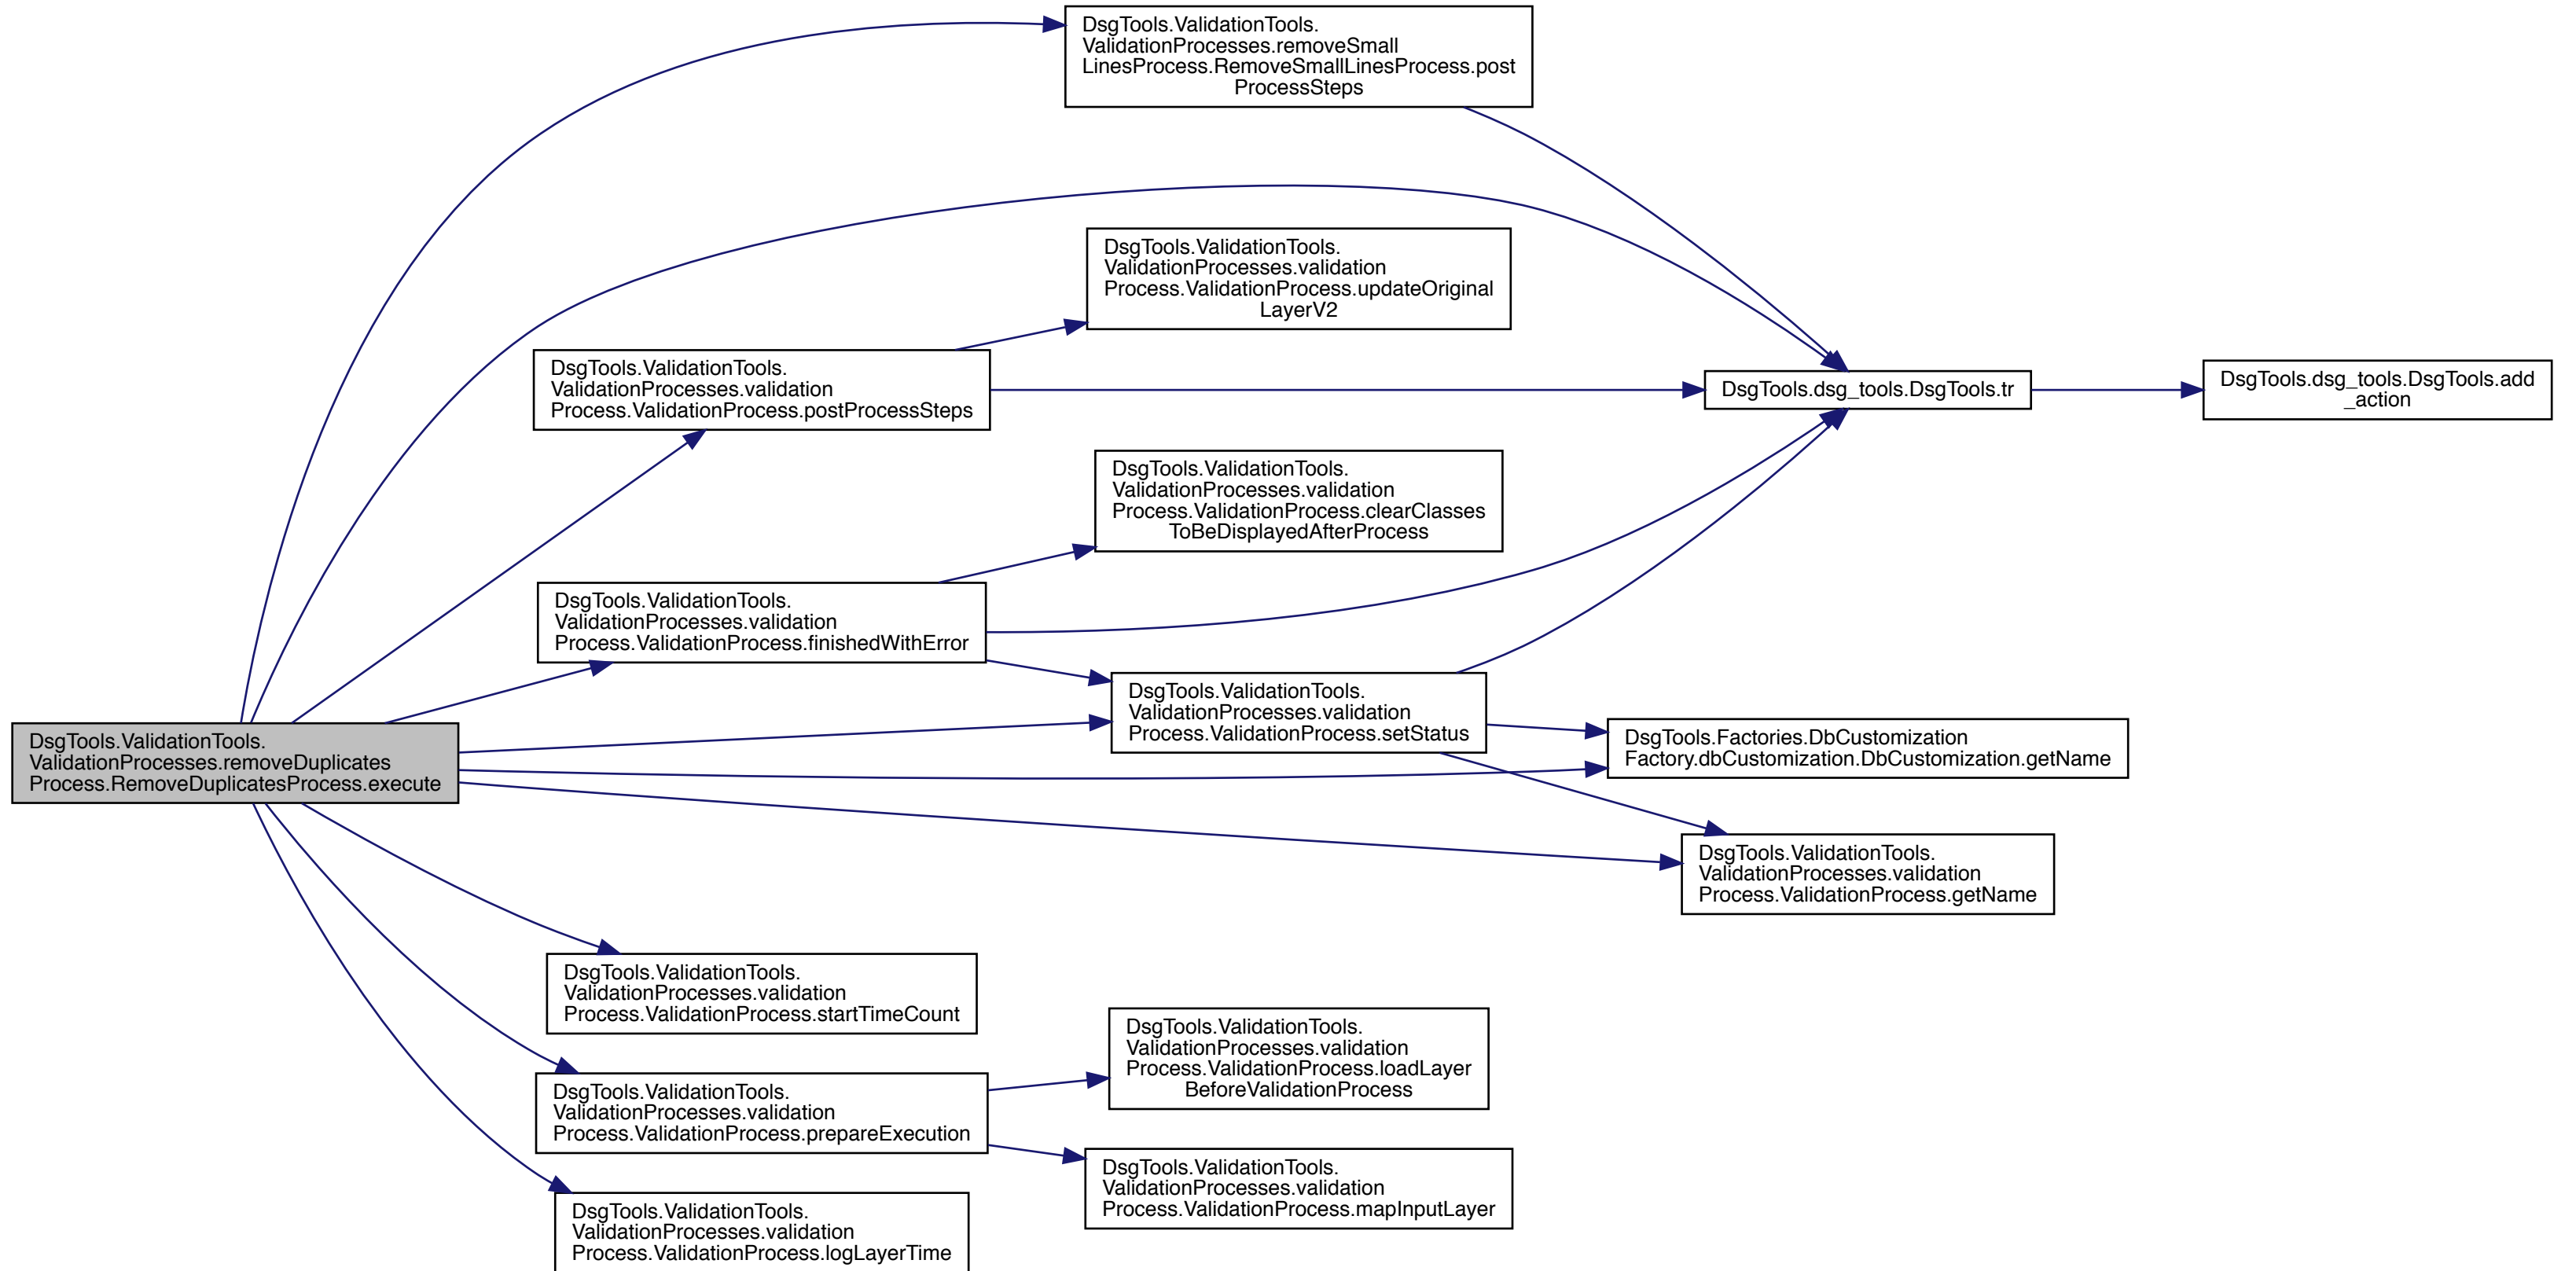 DsgTools.ValidationTools.
ValidationProcesses.removeSmall
LinesProcess.RemoveSmallLinesProcess.post
ProcessSteps
DsgTools.ValidationTools.
ValidationProcesses.validation
Process.ValidationProcess.updateOriginal
LayerV2
DsgTools.ValidationTools.
ValidationProcesses.validation
Process.ValidationProcess.postProcessSteps
DsgTools.dsg_tools.DsgTools.tr
DsgTools.dsg_tools.DsgTools.add
_action
DsgTools.ValidationTools.
ValidationProcesses.validation
Process.ValidationProcess.clearClasses
ToBeDisplayedAfterProcess
DsgTools.ValidationTools.
ValidationProcesses.validation
Process.ValidationProcess.finishedWithError
DsgTools.ValidationTools.
ValidationProcesses.validation
Process.ValidationProcess.setStatus
DsgTools.ValidationTools.
ValidationProcesses.removeDuplicates
Process.RemoveDuplicatesProcess.execute
DsgTools.Factories.DbCustomization
Factory.dbCustomization.DbCustomization.getName
DsgTools.ValidationTools.
ValidationProcesses.validation
Process.ValidationProcess.getName
DsgTools.ValidationTools.
ValidationProcesses.validation
Process.ValidationProcess.startTimeCount
DsgTools.ValidationTools.
ValidationProcesses.validation
Process.ValidationProcess.loadLayer
BeforeValidationProcess
DsgTools.ValidationTools.
ValidationProcesses.validation
Process.ValidationProcess.prepareExecution
DsgTools.ValidationTools.
ValidationProcesses.validation
Process.ValidationProcess.mapInputLayer
DsgTools.ValidationTools.
ValidationProcesses.validation
Process.ValidationProcess.logLayerTime